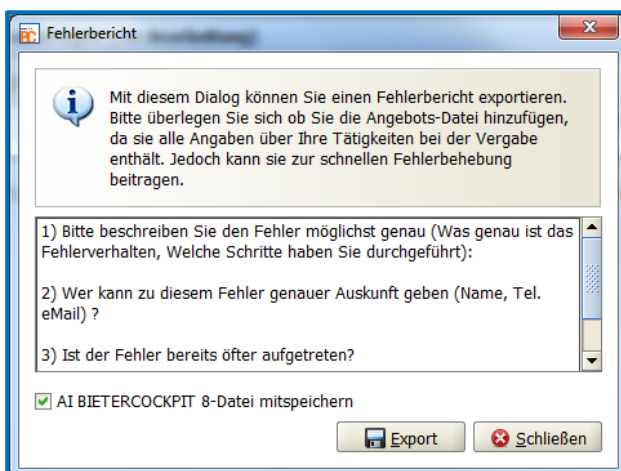 Fehlerbericht
Mit diesem Dialog können Sie einen Fehlerbericht exportieren.
Bitte überlegen Sie sich ob Sie die Angebots-Datei hinzufügen,
da sie alle Angaben über Ihre Tätigkeiten bei der Vergabe
enthält. Jedoch kann sie zur schnellen Fehlerbehebung
beitragen.
1) Bitte beschreiben Sie den Fehler möglichst genau (Was genau ist das
Fehlerverhalten, Welche Schritte haben Sie durchgeführt):
2) Wer kann zu diesem Fehler genauer Auskunft geben (Name, Tel.
eMail) ?
3) Ist der Fehler bereits öfter aufgetreten?
AI BIETERCOCKPIT 8-Datei mitspeichern
Export Schließen